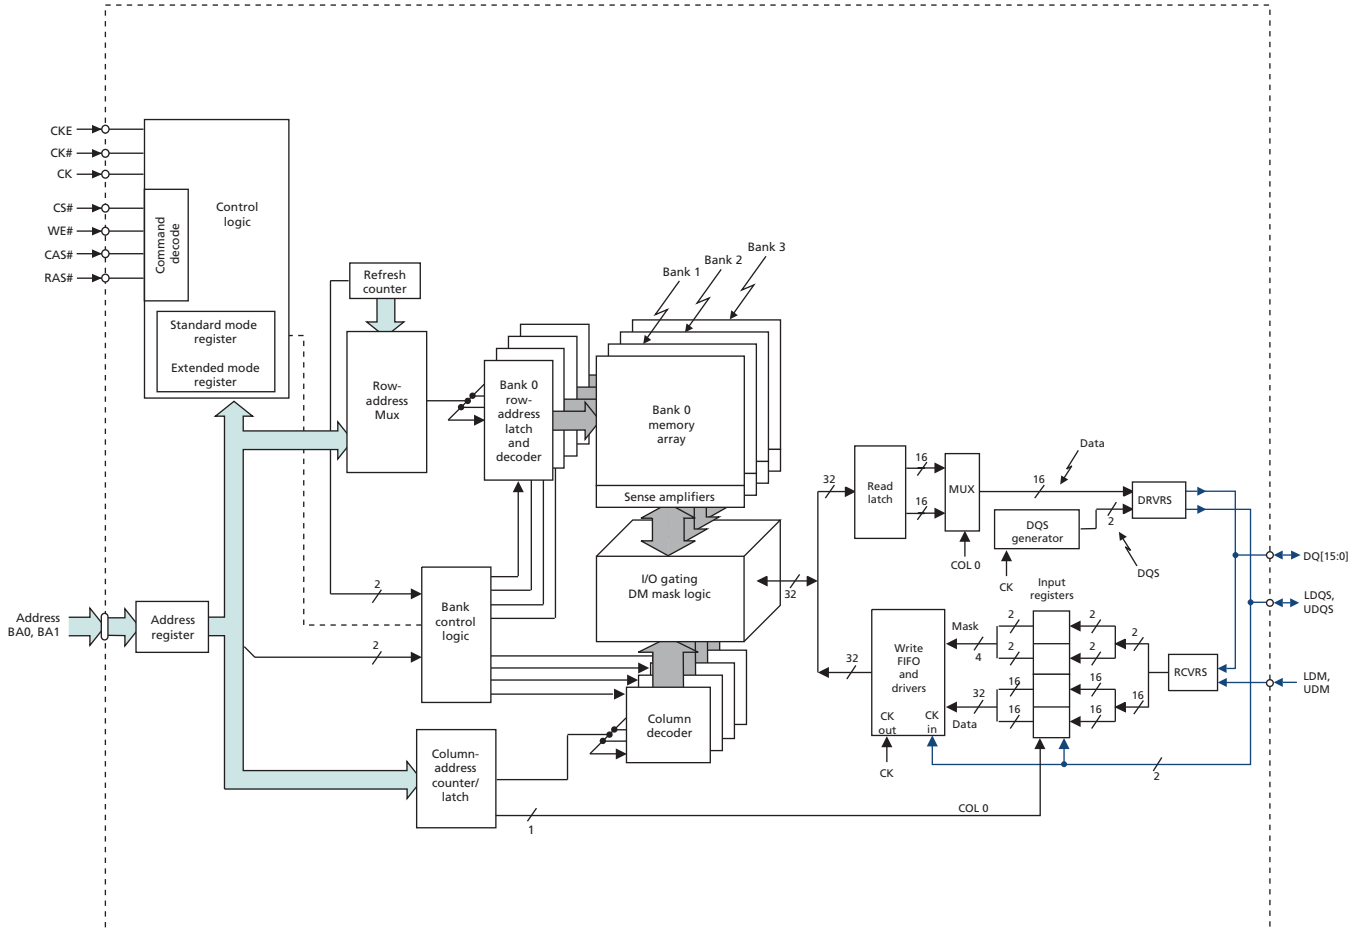 CKE
CK#
CK
CS#
WE#
CAS#
RAS#
Command
decode
Control
logic
Standard mode
register
Extended mode
register
Refresh
counter
Row-
address
Mux
Bank 0
row-
address
latch
and
decoder
Bank 3
Bank 2
Bank 1
Bank 0
memory
array
Sense amplifiers
I/O gating
DM mask logic
32
32
Read
latch
16
16
MUX
COL 0
16
Data
DQS
generator
CK
2
DQS
DRVRS
DQ[15:0]
LDQS,
UDQS
LDM,
UDM
RCVRS
Input
registers
2
2
2
2
2
16
16
16
16
16
Mask
4
32
Data
Write
FIFO
and
drivers
CK
out
CK
in
CK
32
2
Address
BA0, BA1
Address
register
2
2
Bank
control
logic
Column
decoder
Column-
address
counter/
latch
1
COL 0